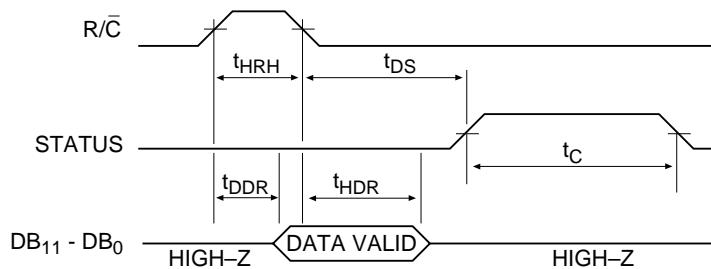 R/C̄
tHRH
tDS
STATUS
tC
tDDR
tHDR
DB11 - DB0
HIGH–Z
DATA VALID
HIGH–Z